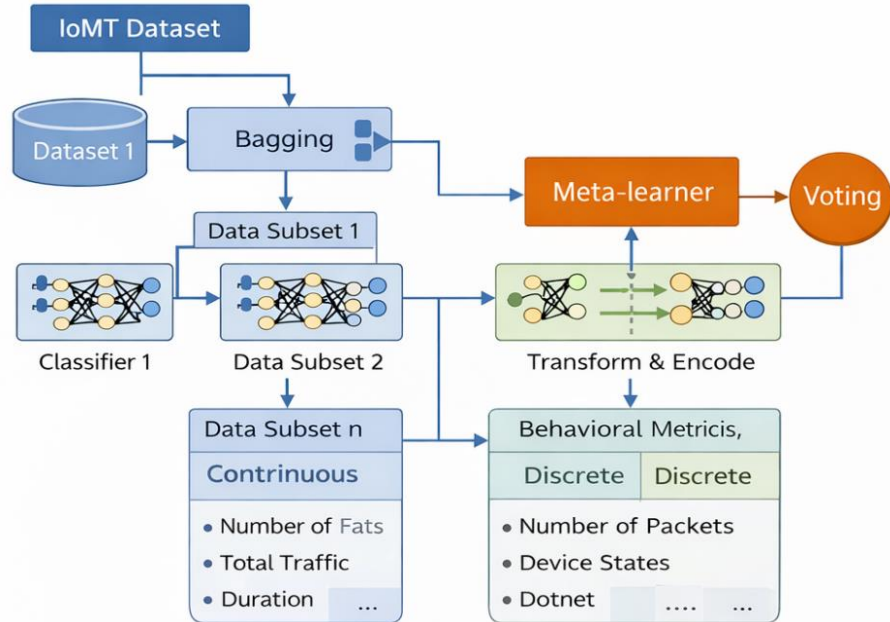 IoMT Dataset
Dataset 1
Bagging
Meta-learner
Voting
Data Subset 1
Classifier 1
Data Subset 2
Transform & Encode
Data Subset n
Contrinuous
• Number of Fats
• Total Traffic
• Duration ...
Behavioral Metricis,
Discrete Discrete
• Number of Packets
• Device States
• Dotnet .... ...